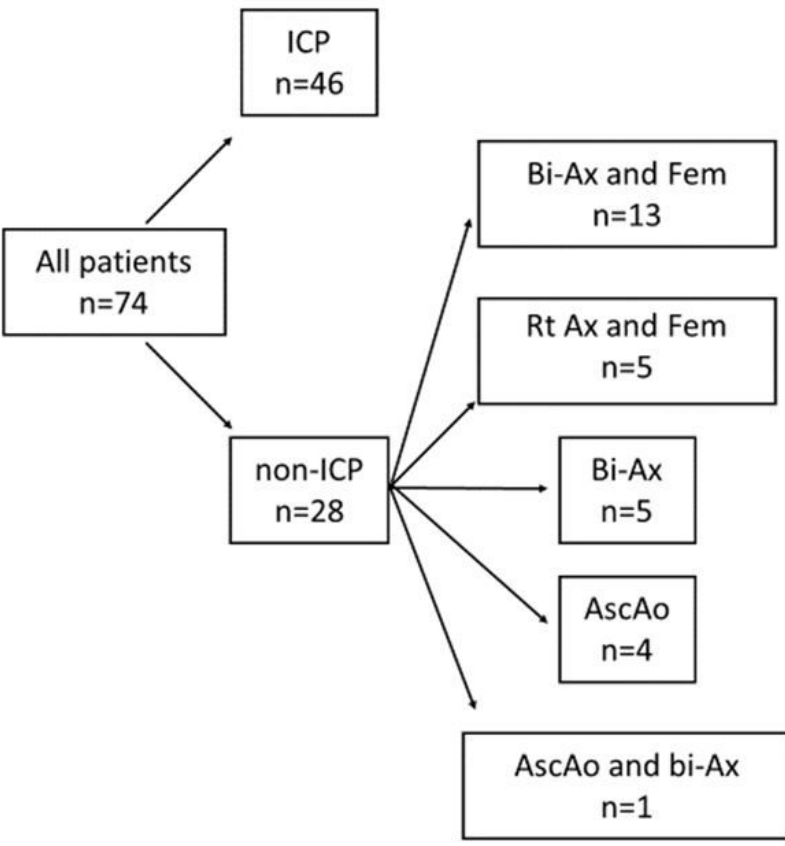 ICP
n=46
All patients
n=74
non-ICP
n=28
Bi-Ax and Fem
n=13
Rt Ax and Fem
n=5
Bi-Ax
n=5
AscAo
n=4
AscAo and bi-Ax
n=1